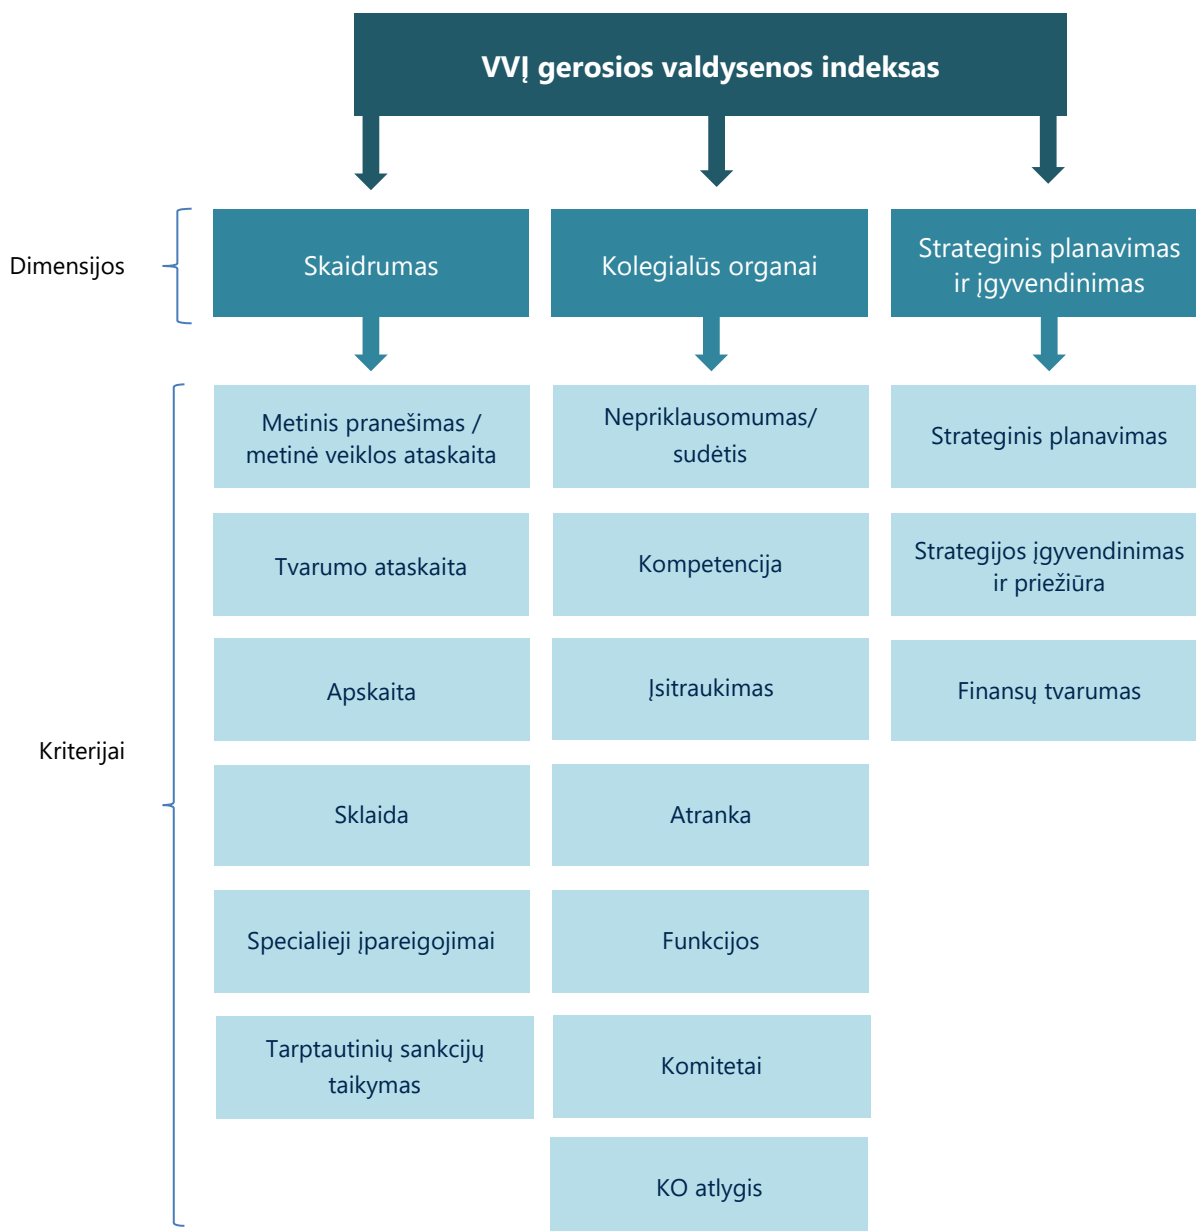 VVĮ gerosios valdysenos indeksas
Dimensijos
Skaidrumas
Kolegialūs organai
Strateginis planavimas
ir įgyvendinimas
Kriterijai
Metinis pranešimas /
metinė veiklos ataskaita
Tvarumo ataskaita
Apskaita
Sklaida
Specialieji įpareigojimai
Tarptautinių sankcijų
taikymas
Nepriklausomumas/
sudėtis
Kompetencija
Įsitraukimas
Atranka
Funkcijos
Komitetai
KO atlygis
Strateginis planavimas
Strategijos įgyvendinimas
ir priežiūra
Finansų tvarumas